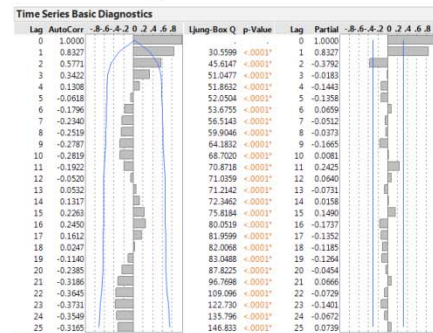 Time Series Basic Diagnostics
Lag AutoCorr -.8-.6-.4-.2 0 .2 .4 .6 .8 Ljung-Box Q p-Value Lag Partial -.8-.6-.4-.2 0 .2 .4 .6 .8
0 1.0000 . . 0 1.0000
1 0.8327 30.5599 <.0001* 1 0.8327
2 0.5771 45.6147 <.0001* 2 -0.3792
3 0.3422 51.0477 <.0001* 3 -0.0183
4 0.1308 51.8632 <.0001* 4 -0.1443
5 -0.0618 52.0504 <.0001* 5 -0.1358
6 -0.1796 53.6755 <.0001* 6 0.0659
7 -0.2340 56.5143 <.0001* 7 -0.0512
8 -0.2519 59.9046 <.0001* 8 -0.0373
9 -0.2787 64.1832 <.0001* 9 -0.1665
10 -0.2819 68.7020 <.0001* 10 0.0081
11 -0.1922 70.8718 <.0001* 11 0.2425
12 -0.0520 71.0359 <.0001* 12 0.0640
13 0.0532 71.2142 <.0001* 13 -0.0731
14 0.1317 72.3462 <.0001* 14 0.0158
15 0.2263 75.8184 <.0001* 15 0.1490
16 0.2450 80.0519 <.0001* 16 -0.1737
17 0.1612 81.9599 <.0001* 17 -0.1352
18 0.0247 82.0068 <.0001* 18 -0.1185
19 -0.1140 83.0488 <.0001* 19 -0.1264
20 -0.2385 87.8225 <.0001* 20 -0.0454
21 -0.3186 96.7698 <.0001* 21 0.0666
22 -0.3645 109.096 <.0001* 22 -0.0729
23 -0.3731 122.730 <.0001* 23 -0.1401
24 -0.3549 135.796 <.0001* 24 -0.0672
25 -0.3165 146.833 <.0001* 25 0.0739